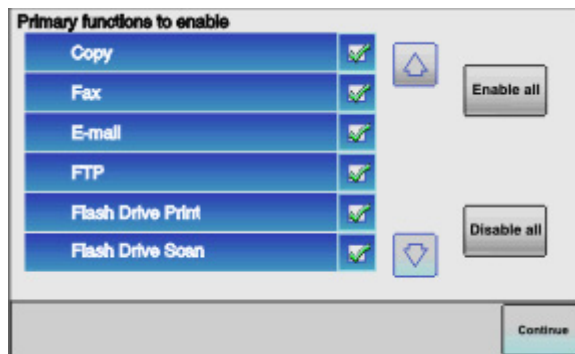 Primary functions to enable
Copy
Fax
Enable all
E-mail
FTP
Flash Drive Print
Disable all
Flash Drive Scan
Continue